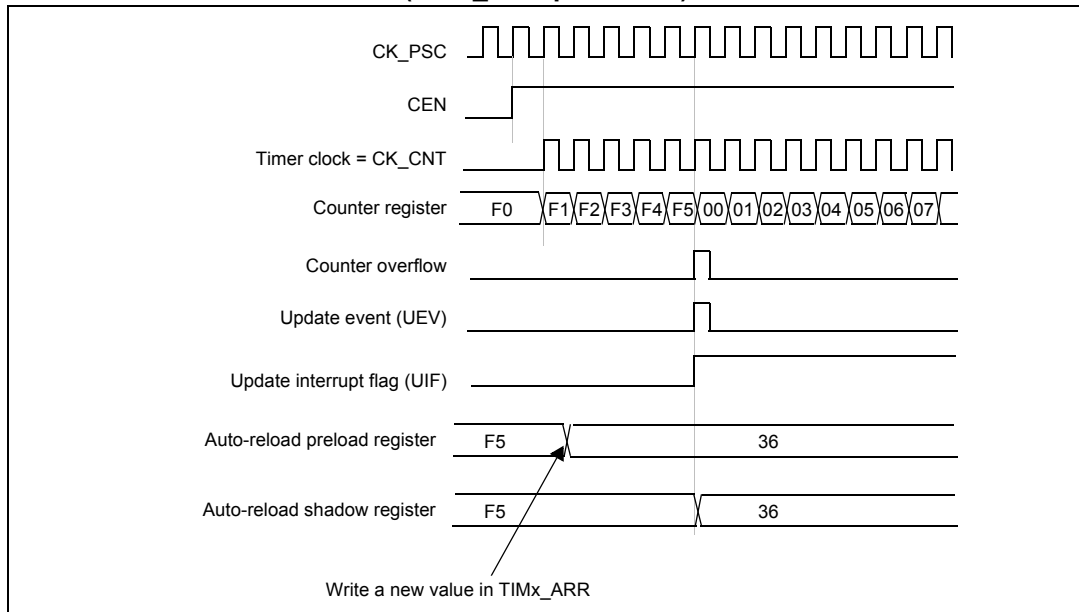 CK_PSC
CEN
Timer clock = CK_CNT
Counter register F0 F1 F2 F3 F4 F5 00 01 02 03 04 05 06 07
Counter overflow
Update event (UEV)
Update interrupt flag (UIF)
Auto-reload preload register F5 36
Auto-reload shadow register F5 36
Write a new value in TIMx_ARR